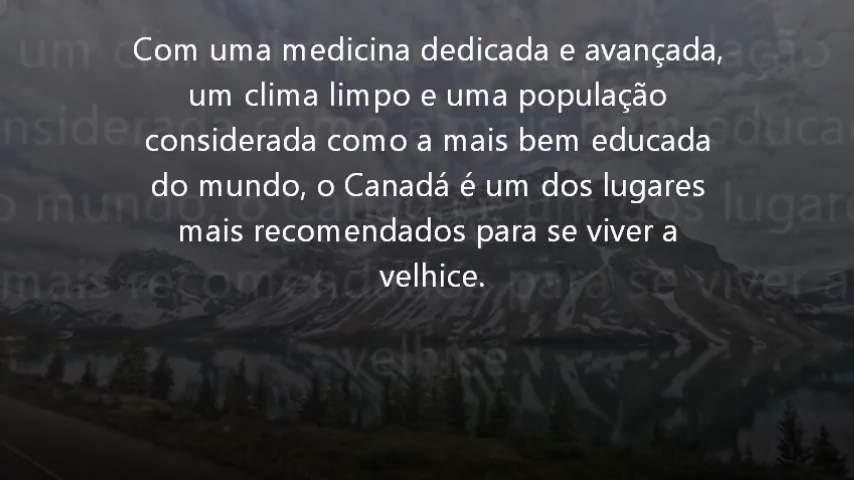 Com uma medicina dedicada e avançada,
um clima limpo e uma população
considerada como a mais bem educada
do mundo, o Canadá é um dos lugares
mais recomendados para se viver a
velhice.